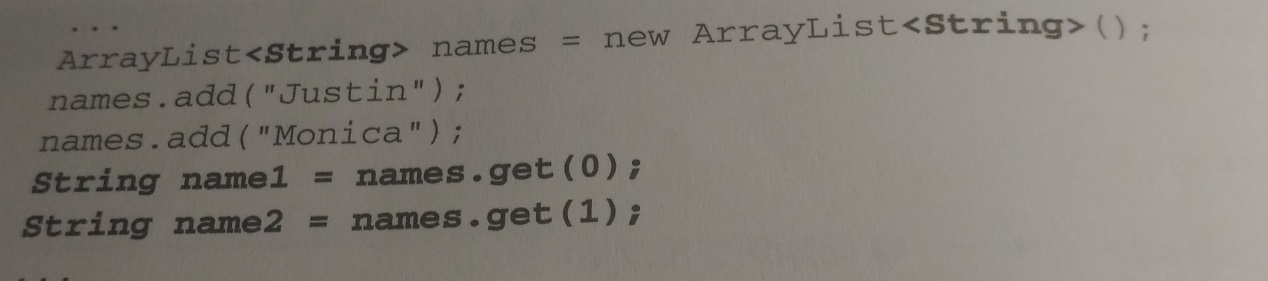 ...
ArrayList<String> names = new ArrayList<String>();
names.add("Justin");
names.add("Monica");
String name1 = names.get(0);
String name2 = names.get(1);
...